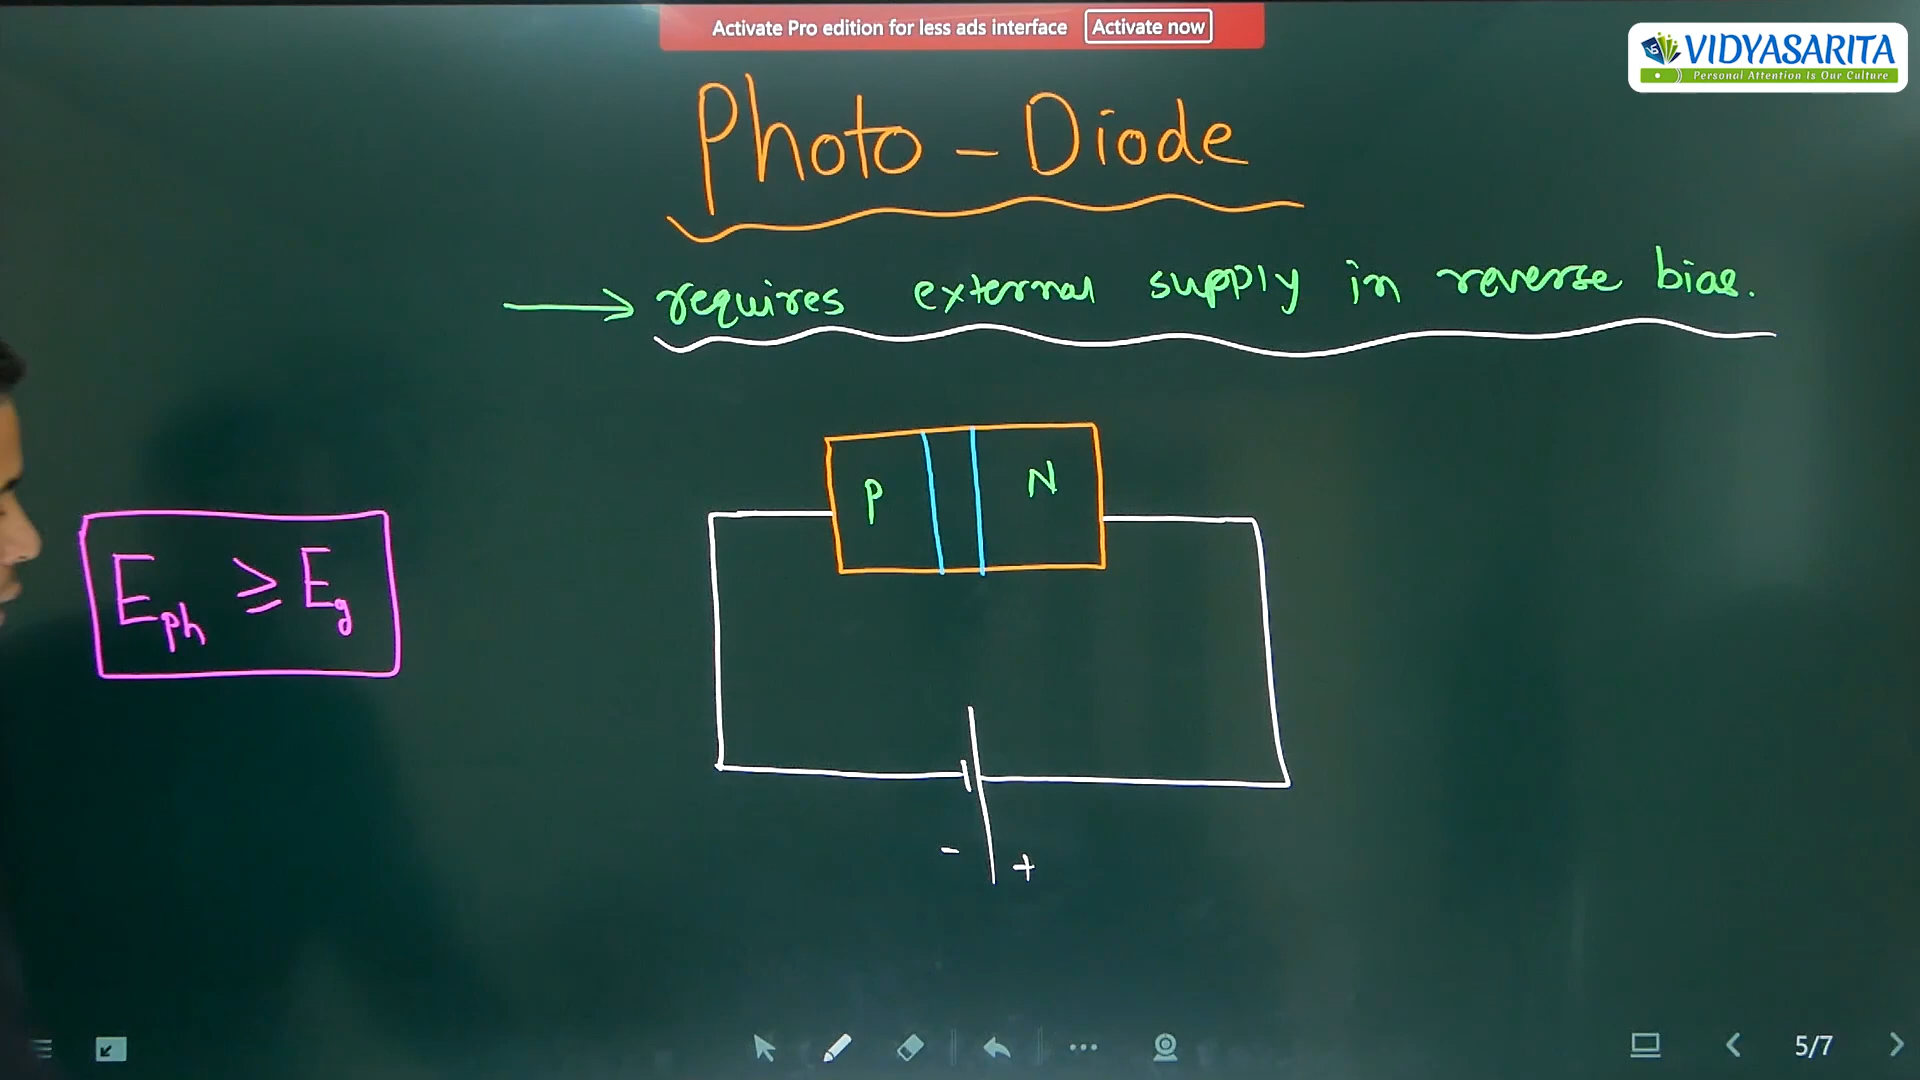 Activate Pro edition for less ads interface Activate now
VIDYASARITA
Personal Attention Is Our Culture
Photo - Diode
→ requires external supply in reverse bias.
P N
Eph ≥ Eg
- +
5/7